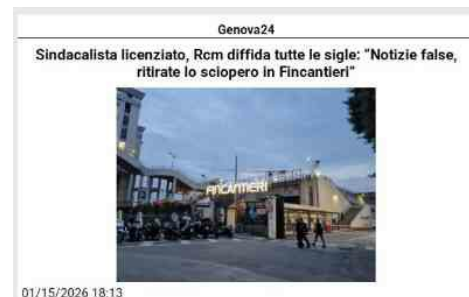 Genova24
Sindacalista licenziato, Rcm diffida tutte le sigle: “Notizie false,
ritirate lo sciopero in Fincantieri”
FINCANTIERI
01/15/2026 18:13